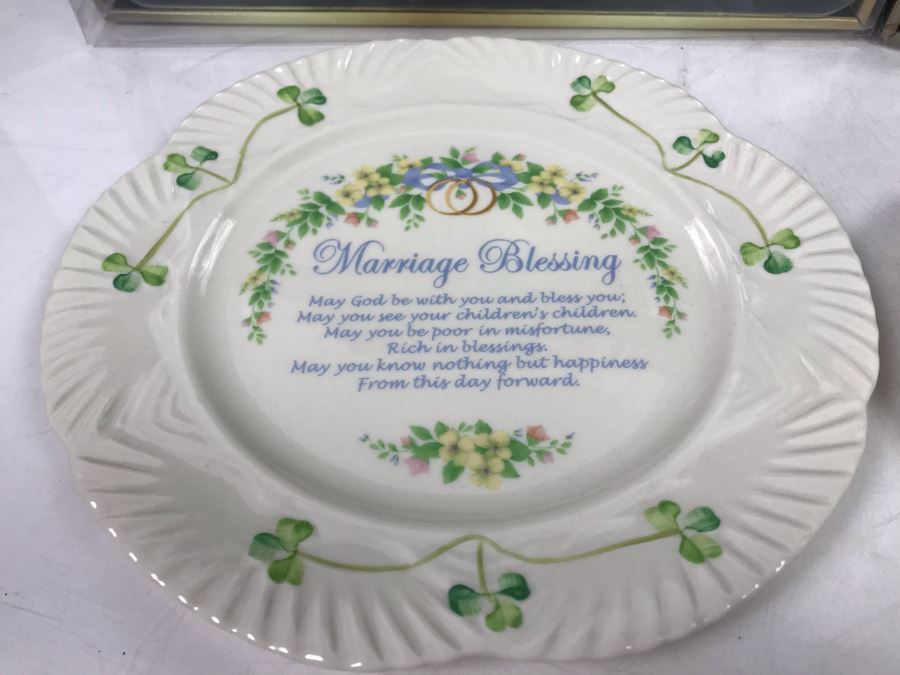 Marriage Blessing
May God be with you and bless you;
May you see your children's children.
May you be poor in misfortune,
Rich in blessings.
May you know nothing but happiness
From this day forward.